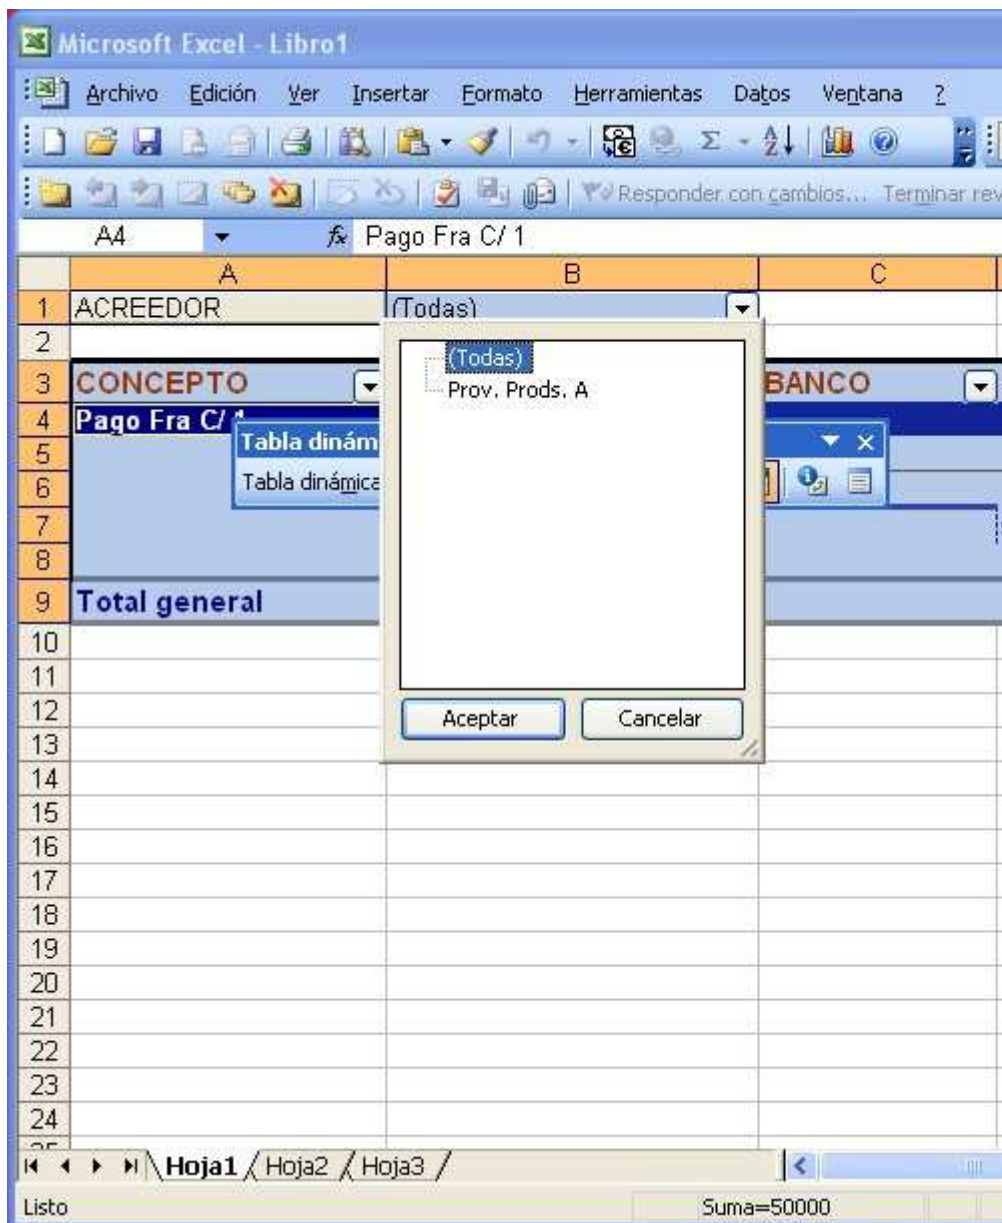 Microsoft Excel - Libro1
Archivo Edición Ver Insertar Formato Herramientas Datos Ventana ?
Responder con cambios... Terminar rev
A4 fx Pago Fra C/ 1
A B C
1 ACREEDOR (Todas)
2
(Todas)
3 CONCEPTO BANCO
Prov. Prods. A
4 Pago Fra C/ 1
Tabla dinám
5
6 Tabla dinámica
7
8
9 Total general
10
11
12
Aceptar Cancelar
13
14
15
16
17
18
19
20
21
22
23
24
Hoja1 Hoja2 Hoja3
Listo Suma=50000